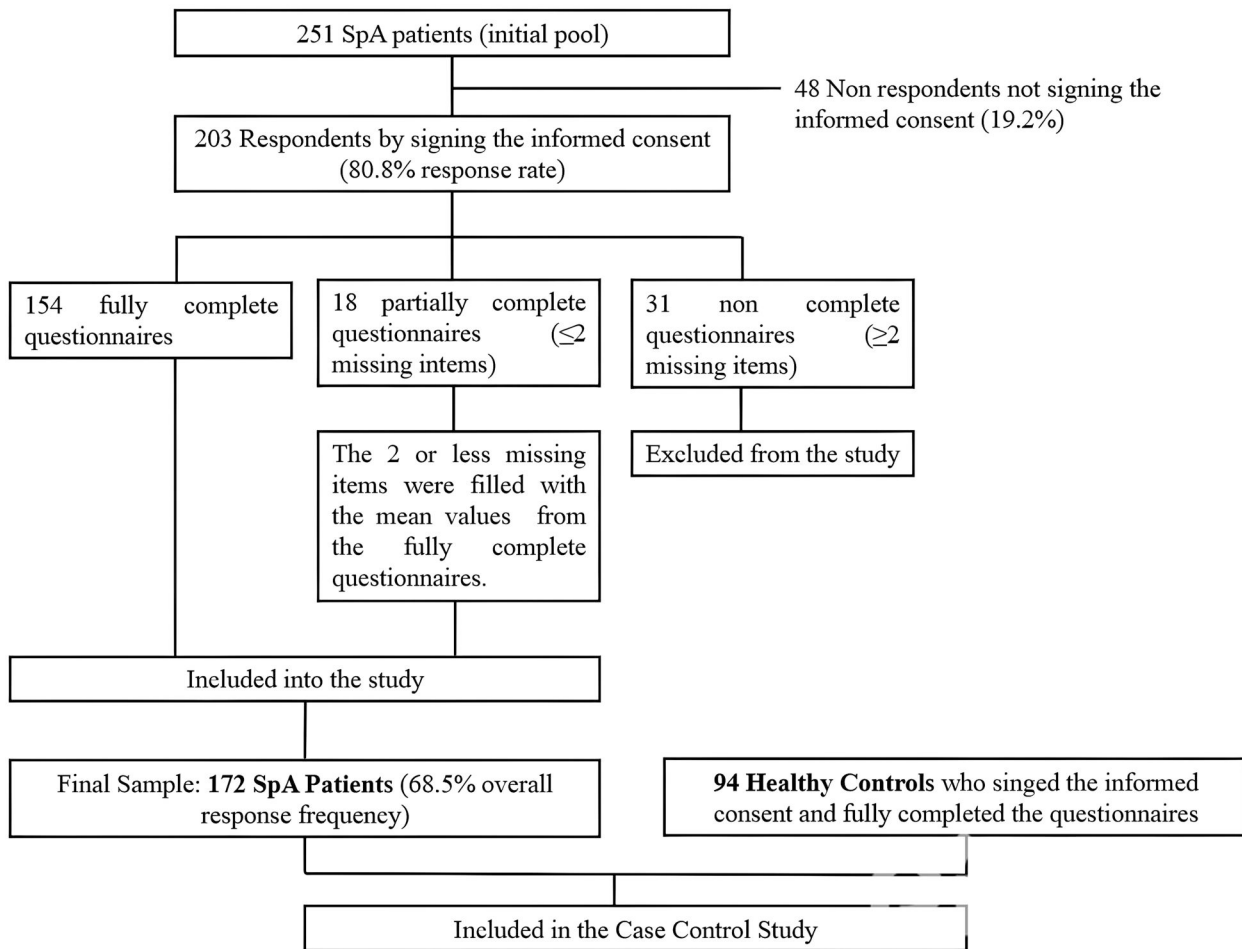 251 SpA patients (initial pool)
48 Non respondents not signing the
informed consent (19.2%)
203 Respondents by signing the informed consent
(80.8% response rate)
154 fully complete
questionnaires
18 partially complete
questionnaires (≤2
missing intems)
31 non complete
questionnaires (≥2
missing items)
The 2 or less missing
items were filled with
the mean values from
the fully complete
questionnaires.
Excluded from the study
Included into the study
Final Sample: 172 SpA Patients (68.5% overall
response frequency)
94 Healthy Controls who singed the informed
consent and fully completed the questionnaires
Included in the Case Control Study